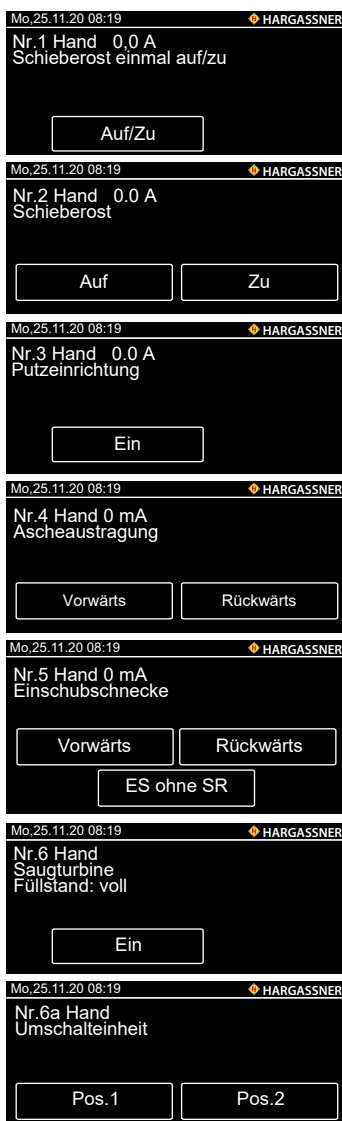 Mo,25.11.20 08:19 HARGASSNER
Nr.1 Hand 0,0 A
Schieberost einmal auf/zu
Auf/Zu
Mo,25.11.20 08:19 HARGASSNER
Nr.2 Hand 0.0 A
Schieberost
Auf Zu
Mo,25.11.20 08:19 HARGASSNER
Nr.3 Hand 0.0 A
Putzeinrichtung
Ein
Mo,25.11.20 08:19 HARGASSNER
Nr.4 Hand 0 mA
Ascheaustragung
Vorwärts Rückwärts
Mo,25.11.20 08:19 HARGASSNER
Nr.5 Hand 0 mA
Einschubschnecke
Vorwärts Rückwärts
ES ohne SR
Mo,25.11.20 08:19 HARGASSNER
Nr.6 Hand
Saugturbine
Füllstand: voll
Ein
Mo,25.11.20 08:19 HARGASSNER
Nr.6a Hand
Umschalteinheit
Pos.1 Pos.2